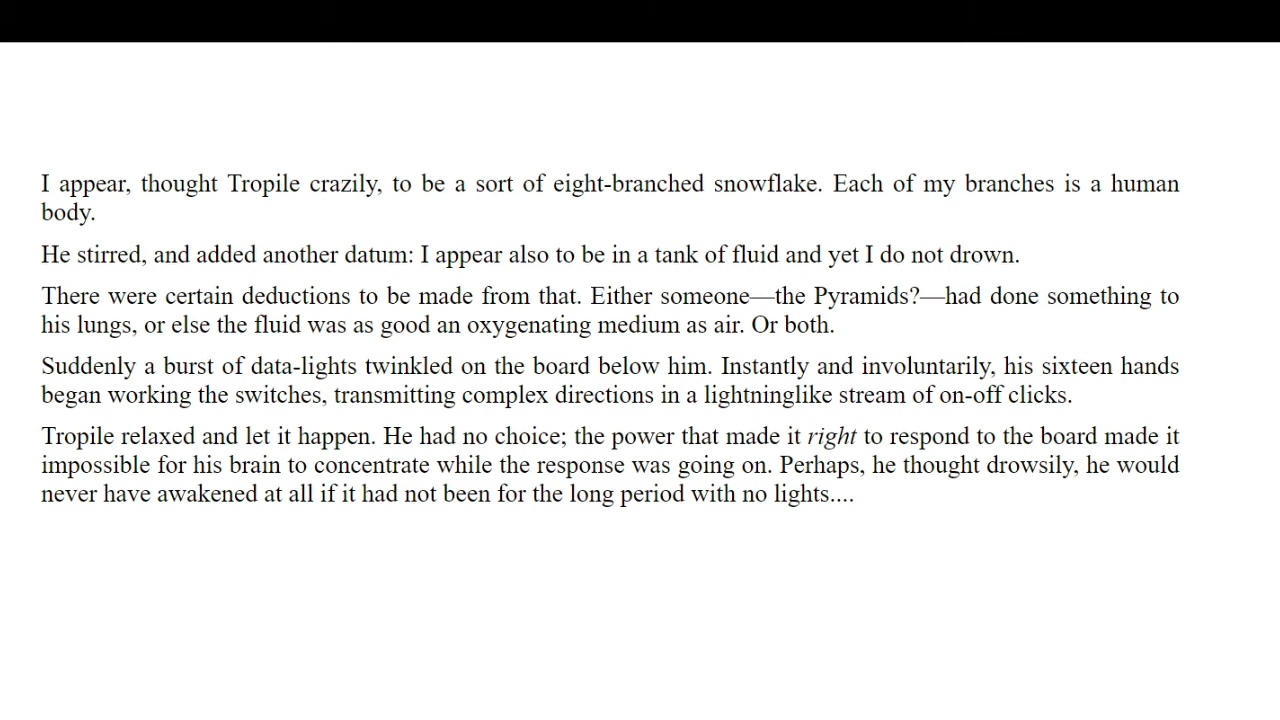 I appear, thought Tropile crazily, to be a sort of eight-branched snowflake. Each of my branches is a human
body.
He stirred, and added another datum: I appear also to be in a tank of fluid and yet I do not drown.
There were certain deductions to be made from that. Either someone—the Pyramids?—had done something to
his lungs, or else the fluid was as good an oxygenating medium as air. Or both.
Suddenly a burst of data-lights twinkled on the board below him. Instantly and involuntarily, his sixteen hands
began working the switches, transmitting complex directions in a lightninglike stream of on-off clicks.
Tropile relaxed and let it happen. He had no choice; the power that made it right to respond to the board made it
impossible for his brain to concentrate while the response was going on. Perhaps, he thought drowsily, he would
never have awakened at all if it had not been for the long period with no lights....